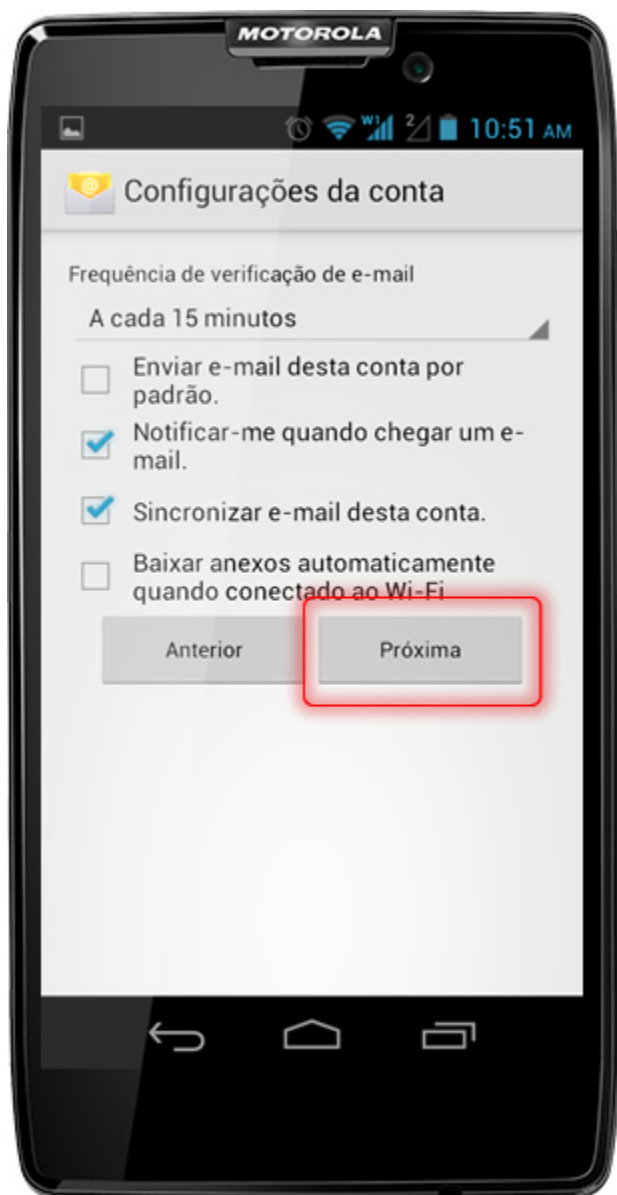 MOTOROLA
W1 2 10:51 AM
Configurações da conta
Frequência de verificação de e-mail
A cada 15 minutos
Enviar e-mail desta conta por
padrão.
Notificar-me quando chegar um e-
mail.
Sincronizar e-mail desta conta.
Baixar anexos automaticamente
quando conectado ao Wi-Fi
Anterior Próxima